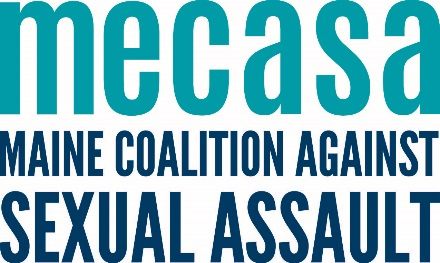 mecasa
MAINE COALITION AGAINST
SEXUAL ASSAULT